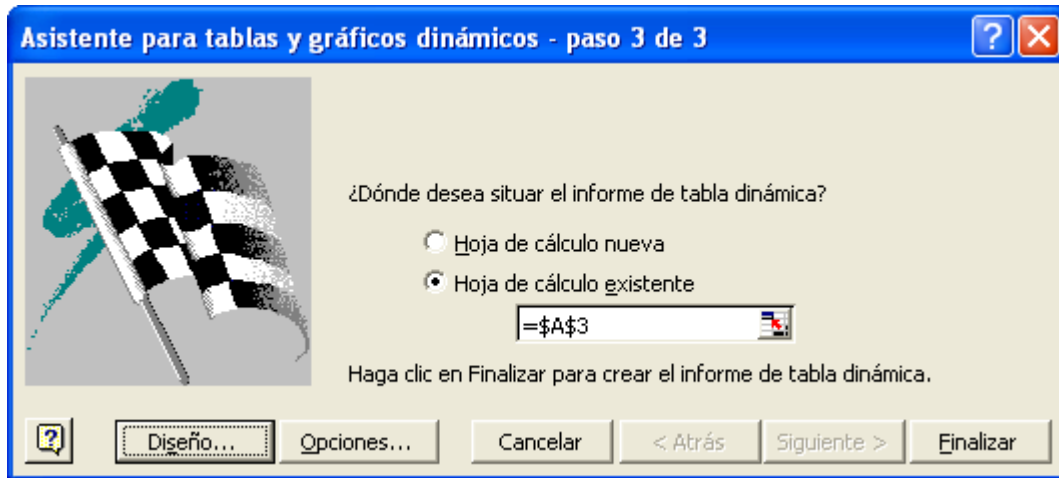 Asistente para tablas y gráficos dinámicos - paso 3 de 3
¿Dónde desea situar el informe de tabla dinámica?
Hoja de cálculo nueva
Hoja de cálculo existente
=$A$3
Haga clic en Finalizar para crear el informe de tabla dinámica.
Diseño... Opciones... Cancelar < Atrás Siguiente > Finalizar